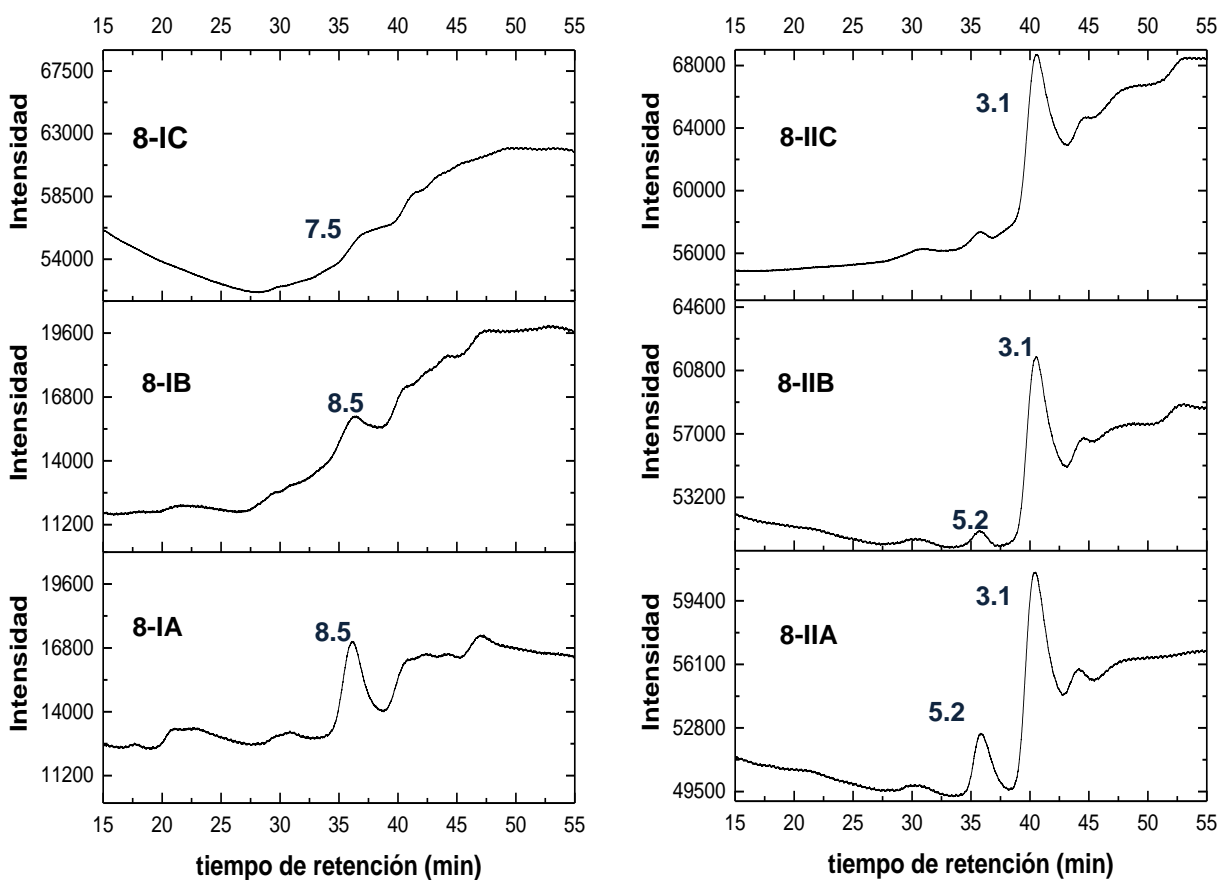 15 20 25 30 35 40 45 50 55
67500
63000
58500
54000
Intensidad
8-IC
7.5
19600
16800
14000
11200
Intensidad
8-IB
8.5
19600
16800
14000
11200
Intensidad
8-IA
8.5
15 20 25 30 35 40 45 50 55
tiempo de retención (min)
15 20 25 30 35 40 45 50 55
68000
64000
60000
56000
Intensidad
8-IIC
3.1
64600
60800
57000
53200
Intensidad
8-IIB
3.1
5.2
59400
56100
52800
49500
Intensidad
8-IIA
3.1
5.2
15 20 25 30 35 40 45 50 55
tiempo de retención (min)